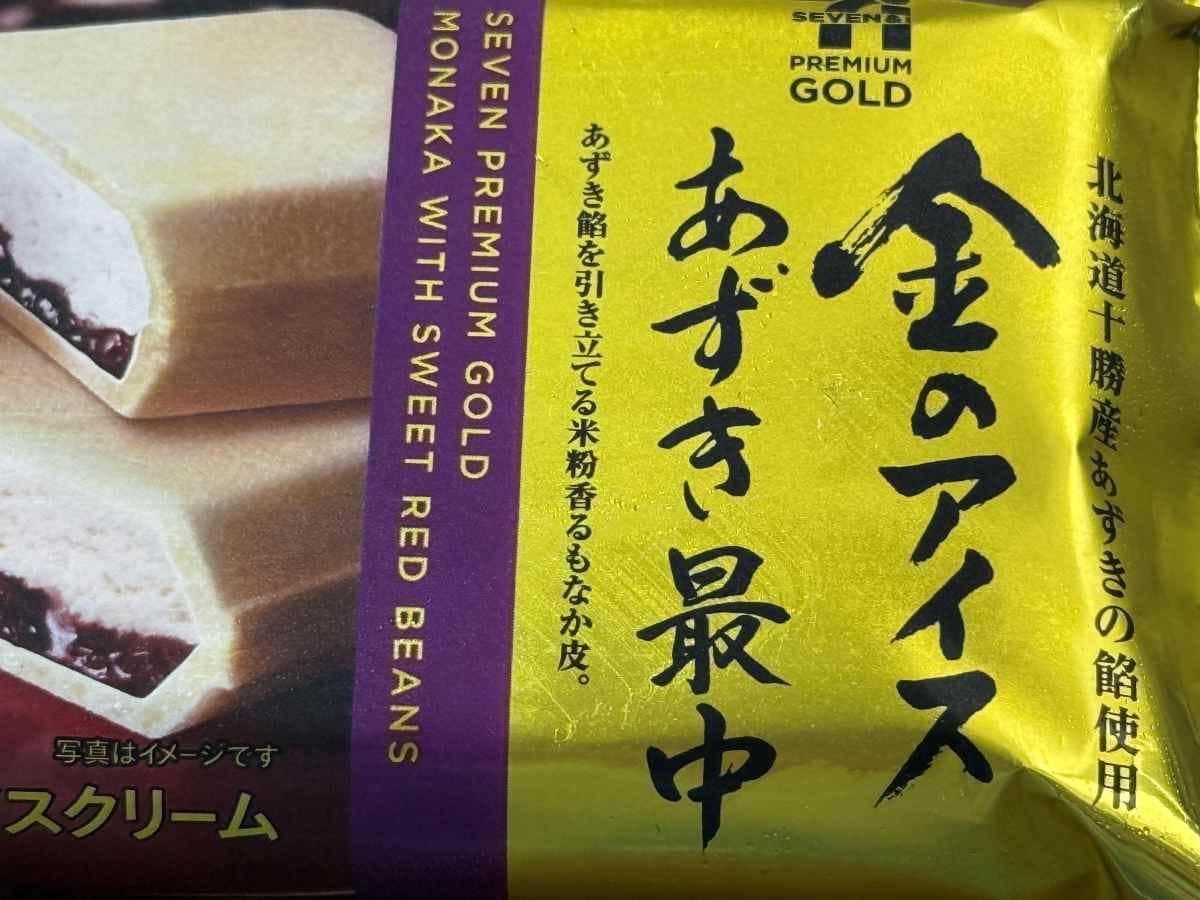 SEVEN & i
PREMIUM
GOLD
北海道十勝産あずきの餡使用
金のアイス
あずき最中
あずき餡を引き立てる米粉香るもなか皮。
SEVEN PREMIUM GOLD
MONAKA WITH SWEET RED BEANS
写真はイメージです
イスクリーム